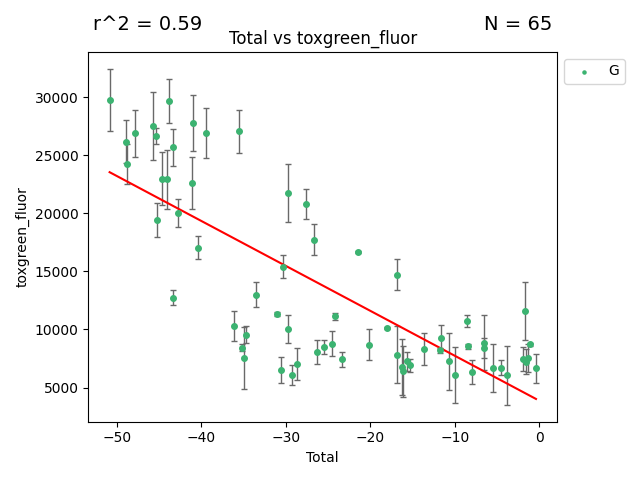 r^2 = 0.59 N = 65
Total vs toxgreen_fluor
G
30000
25000
20000
15000
10000
5000
toxgreen_fluor
−50 −40 −30 −20 −10 0
Total